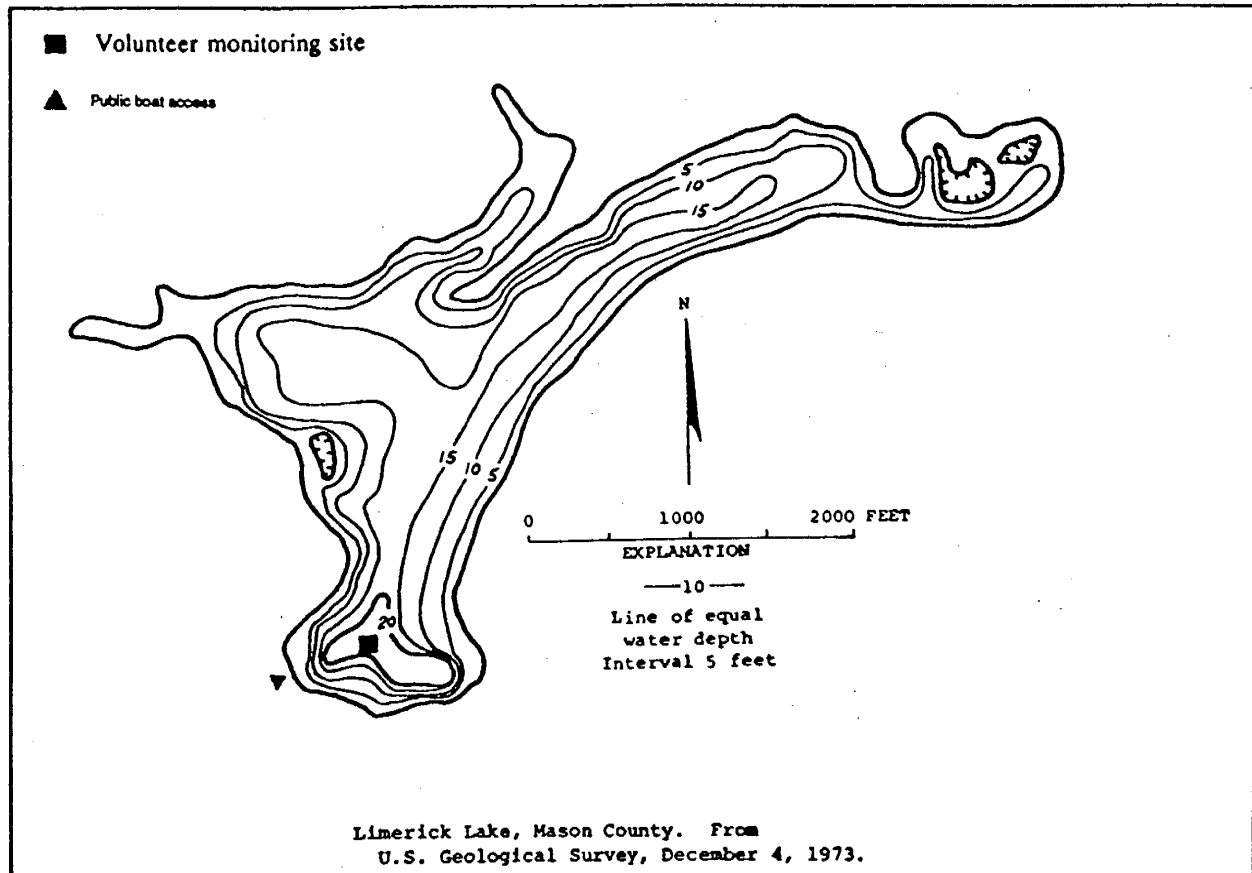 Volunteer monitoring site
Public boat access
5
10
15
N
15 10 5
0 1000 2000 FEET
EXPLANATION
10
Line of equal
water depth
Interval 5 feet
20
Limerick Lake, Mason County. From
U.S. Geological Survey, December 4, 1973.